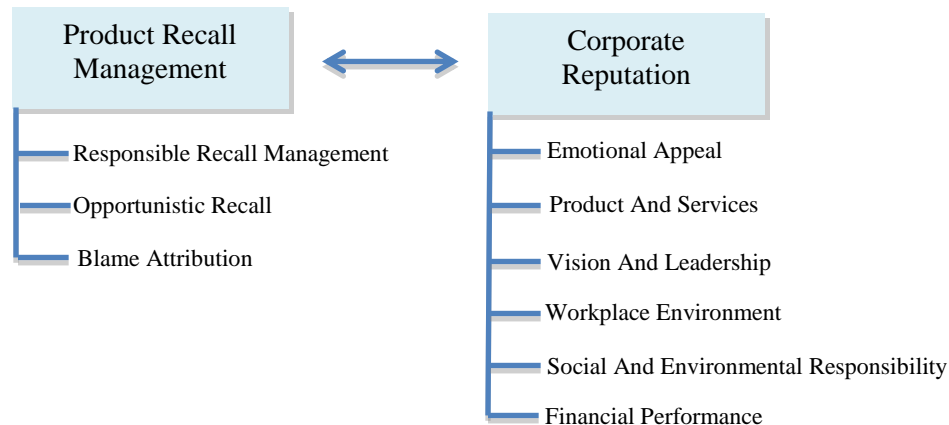 Product Recall
Management
Responsible Recall Management
Opportunistic Recall
Blame Attribution
Corporate
Reputation
Emotional Appeal
Product And Services
Vision And Leadership
Workplace Environment
Social And Environmental Responsibility
Financial Performance